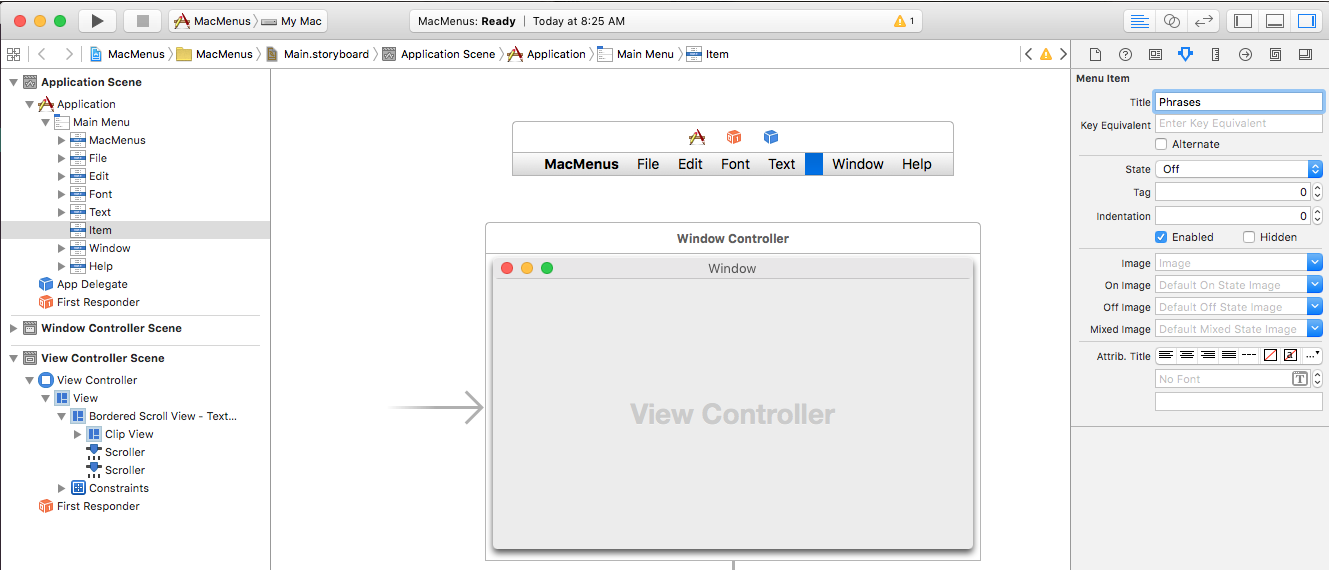 MacMenus My Mac MacMenus: Ready | Today at 8:25 AM 1
MacMenus MacMenus Main.storyboard Application Scene Application Main Menu Item
Application Scene
Application
Main Menu
MacMenus
File
Edit
Font
Text
Item
Window
Help
App Delegate
First Responder
Window Controller Scene
View Controller Scene
View Controller
View
Bordered Scroll View - Text...
Clip View
Scroller
Scroller
Constraints
First Responder
MacMenus File Edit Font Text Window Help
Window Controller
Window
View Controller
Menu Item
Title Phrases
Key Equivalent Enter Key Equivalent
Alternate
State Off
Tag 0
Indentation 0
Enabled Hidden
Image Image
On Image Default On State Image
Off Image Default Off State Image
Mixed Image Default Mixed State Image
Attrib. Title a ...
No Font T